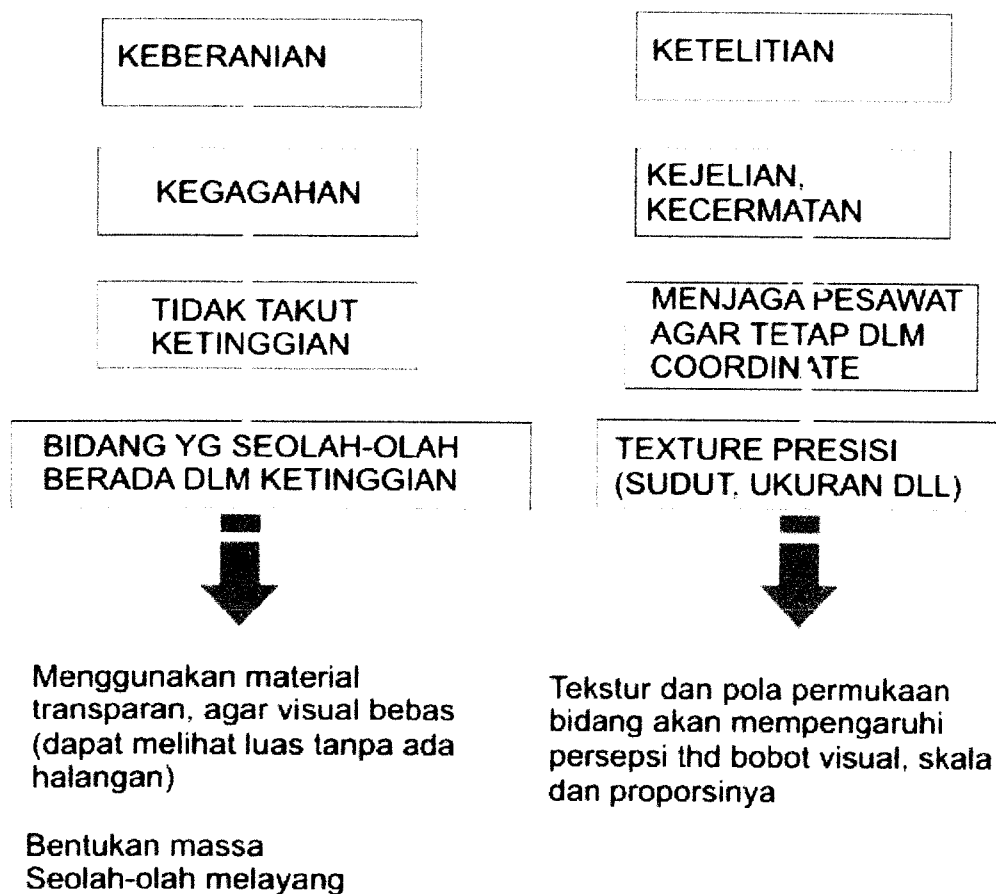 KEBERANIAN
KEGAGAHAN
TIDAK TAKUT
KETINGGIAN
BIDANG YG SEOLAH-OLAH
BERADA DLM KETINGGIAN
Menggunakan material
transparan, agar visual bebas
(dapat melihat luas tanpa ada
halangan)
Bentukan massa
Seolah-olah melayang
KETELITIAN
KEJELIAN,
KECERMATAN
MENJAGA PESAWAT
AGAR TETAP DLM
COORDINATE
TEXTURE PRESISI
(SUDUT, UKURAN DLL)
Tekstur dan pola permukaan
bidang akan mempengaruhi
persepsi thd bobot visual, skala
dan proporsinya